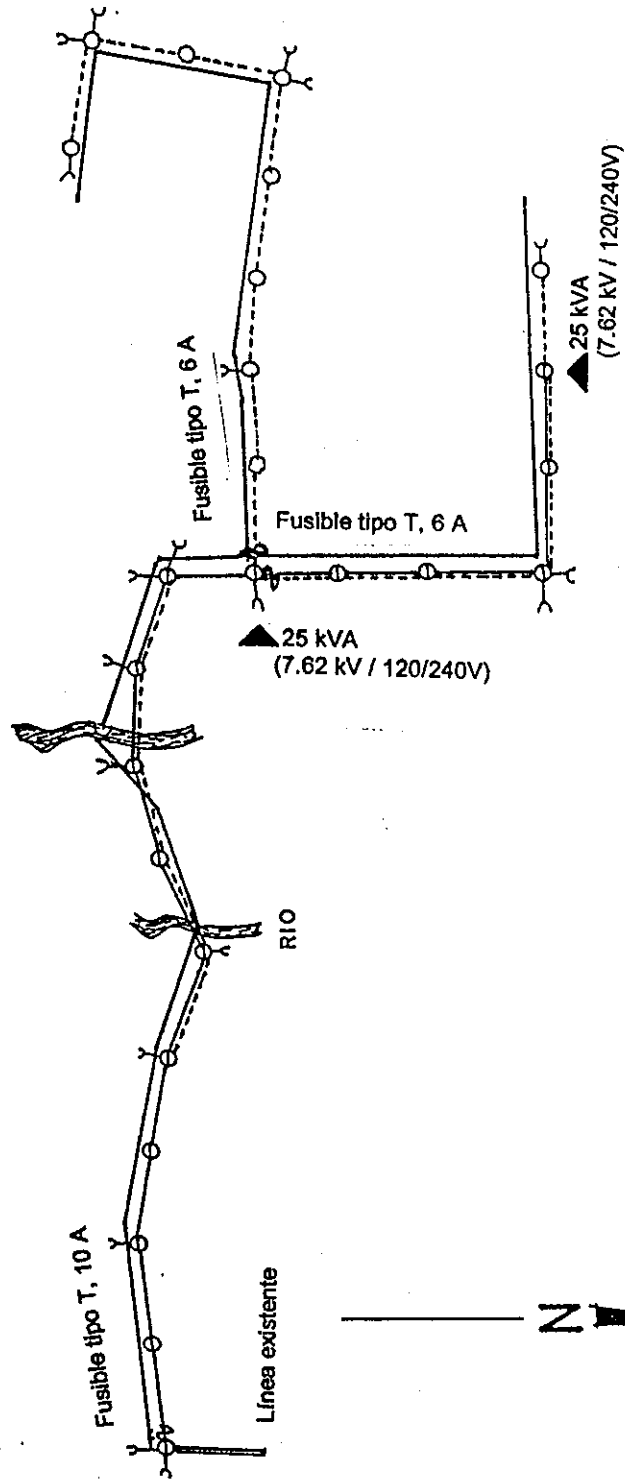 Fusible tipo T, 10 A
Línea existente
RIO
25 kVA
(7.62 kV / 120/240V)
Fusible tipo T, 6 A
Fusible tipo T, 6 A
25 kVA
(7.62 kV / 120/240V)
N